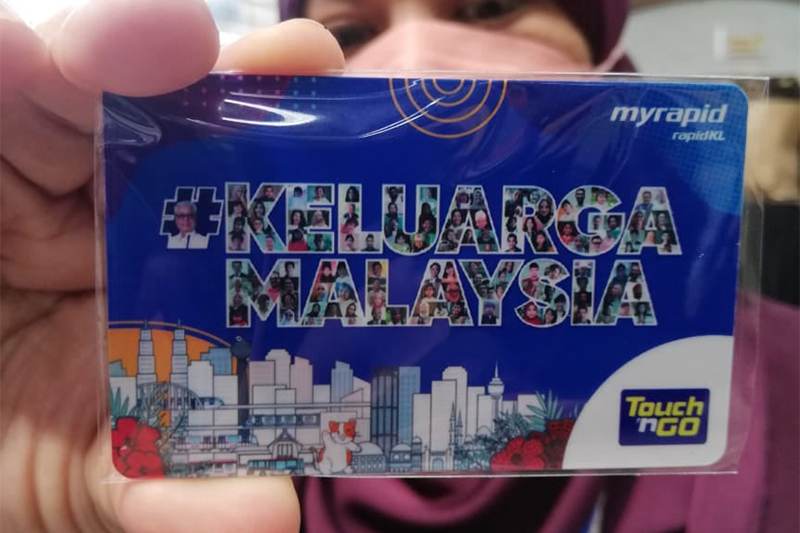 myrapid
rapidKL
#KELUARGA
MALAYSIA
Touch
'n GO